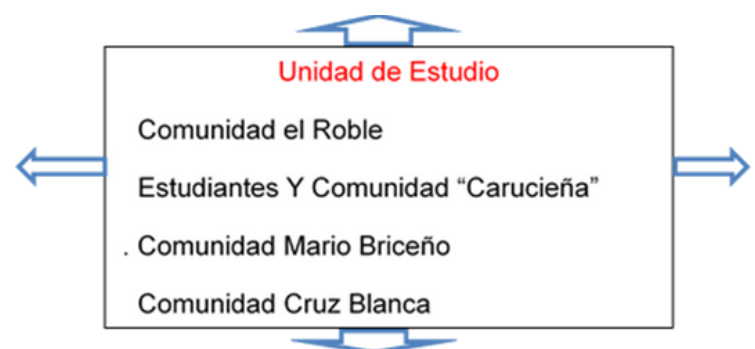 Unidad de Estudio
Comunidad el Roble
Estudiantes Y Comunidad “Carucieña”
. Comunidad Mario Briceño
Comunidad Cruz Blanca